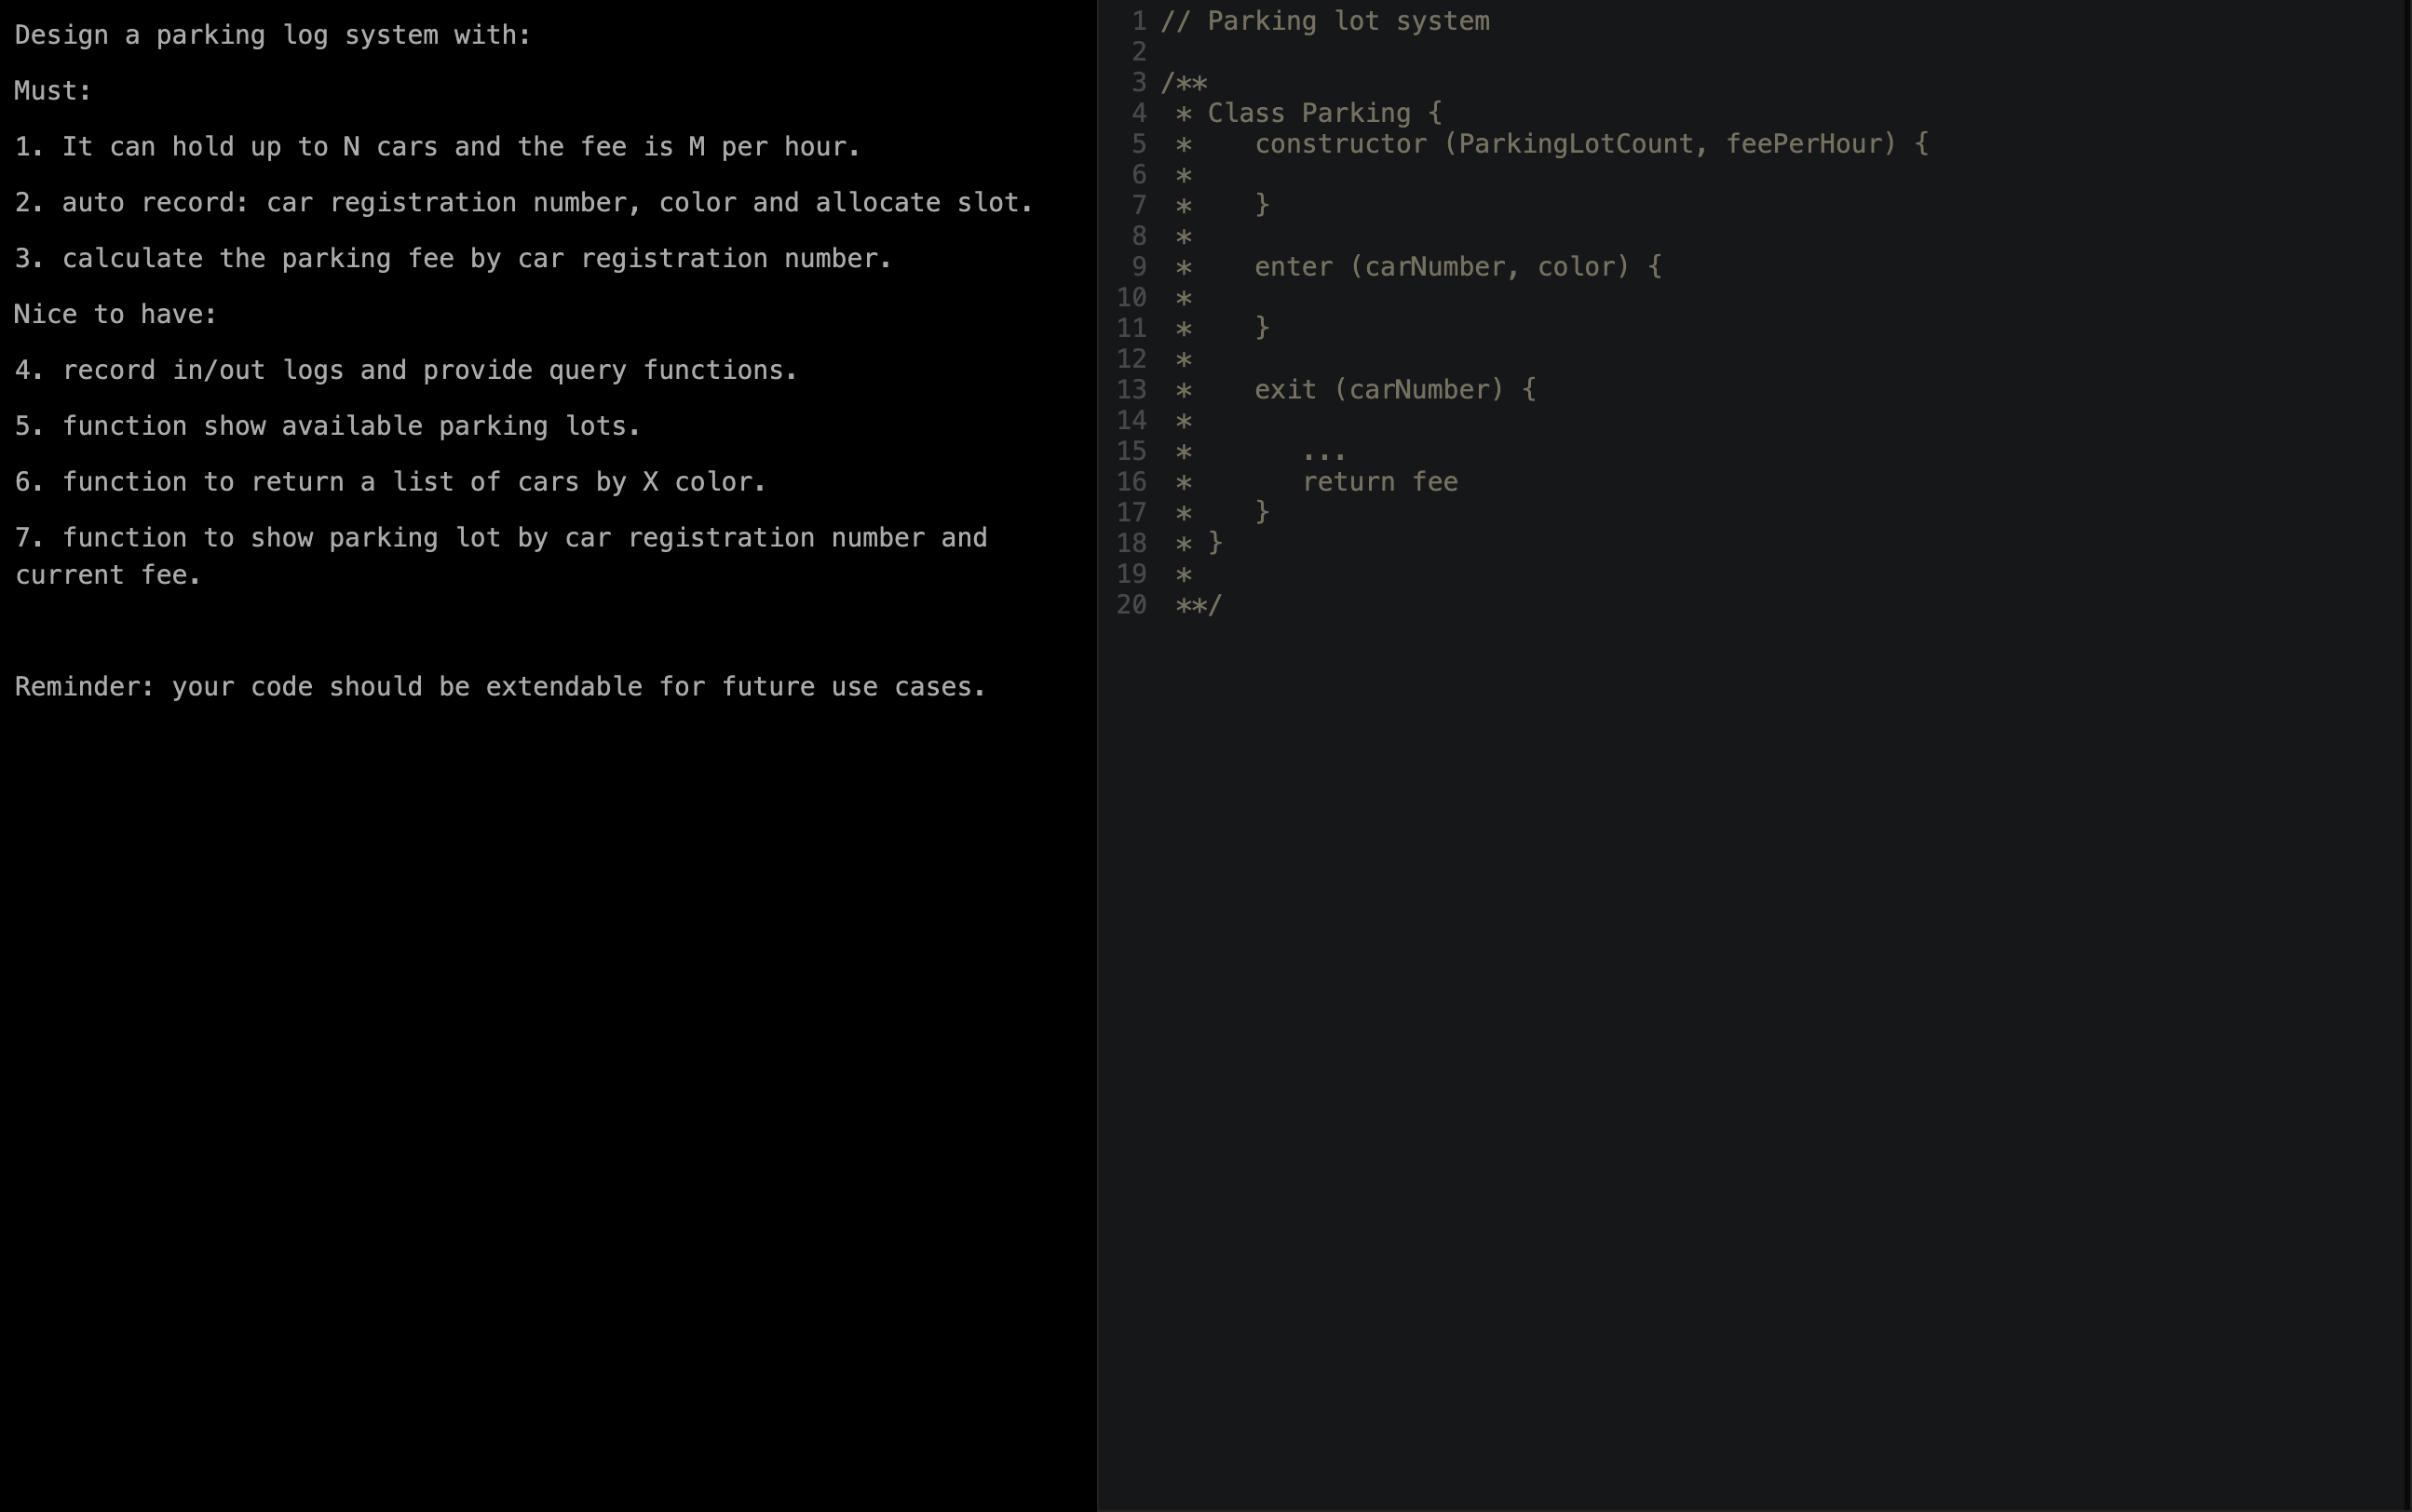 Design a parking log system with:
Must:
1. It can hold up to N cars and the fee is M per hour.
2. auto record: car registration number, color and allocate slot.
3. calculate the parking fee by car registration number.
Nice to have:
4. record in/out logs and provide query functions.
5. function show available parking lots.
6. function to return a list of cars by X color.
7. function to show parking lot by car registration number and
current fee.
Reminder: your code should be extendable for future use cases.
1 // Parking lot system
2
3 /**
4  * Class Parking {
5  *    constructor (ParkingLotCount, feePerHour) {
6  *
7  *    }
8  *
9  *    enter (carNumber, color) {
10  *
11  *    }
12  *
13  *    exit (carNumber) {
14  *
15  *       ...
16  *       return fee
17  *    }
18  * }
19  *
20  **/